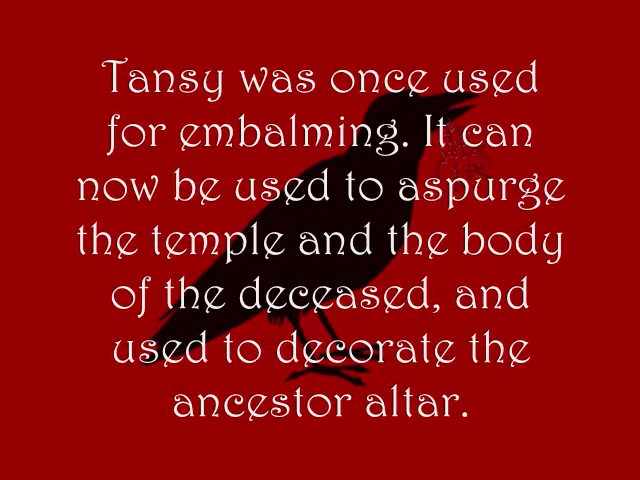 Tansy was once used
for embalming. It can
now be used to aspurge
the temple and the body
of the deceased, and
used to decorate the
ancestor altar.